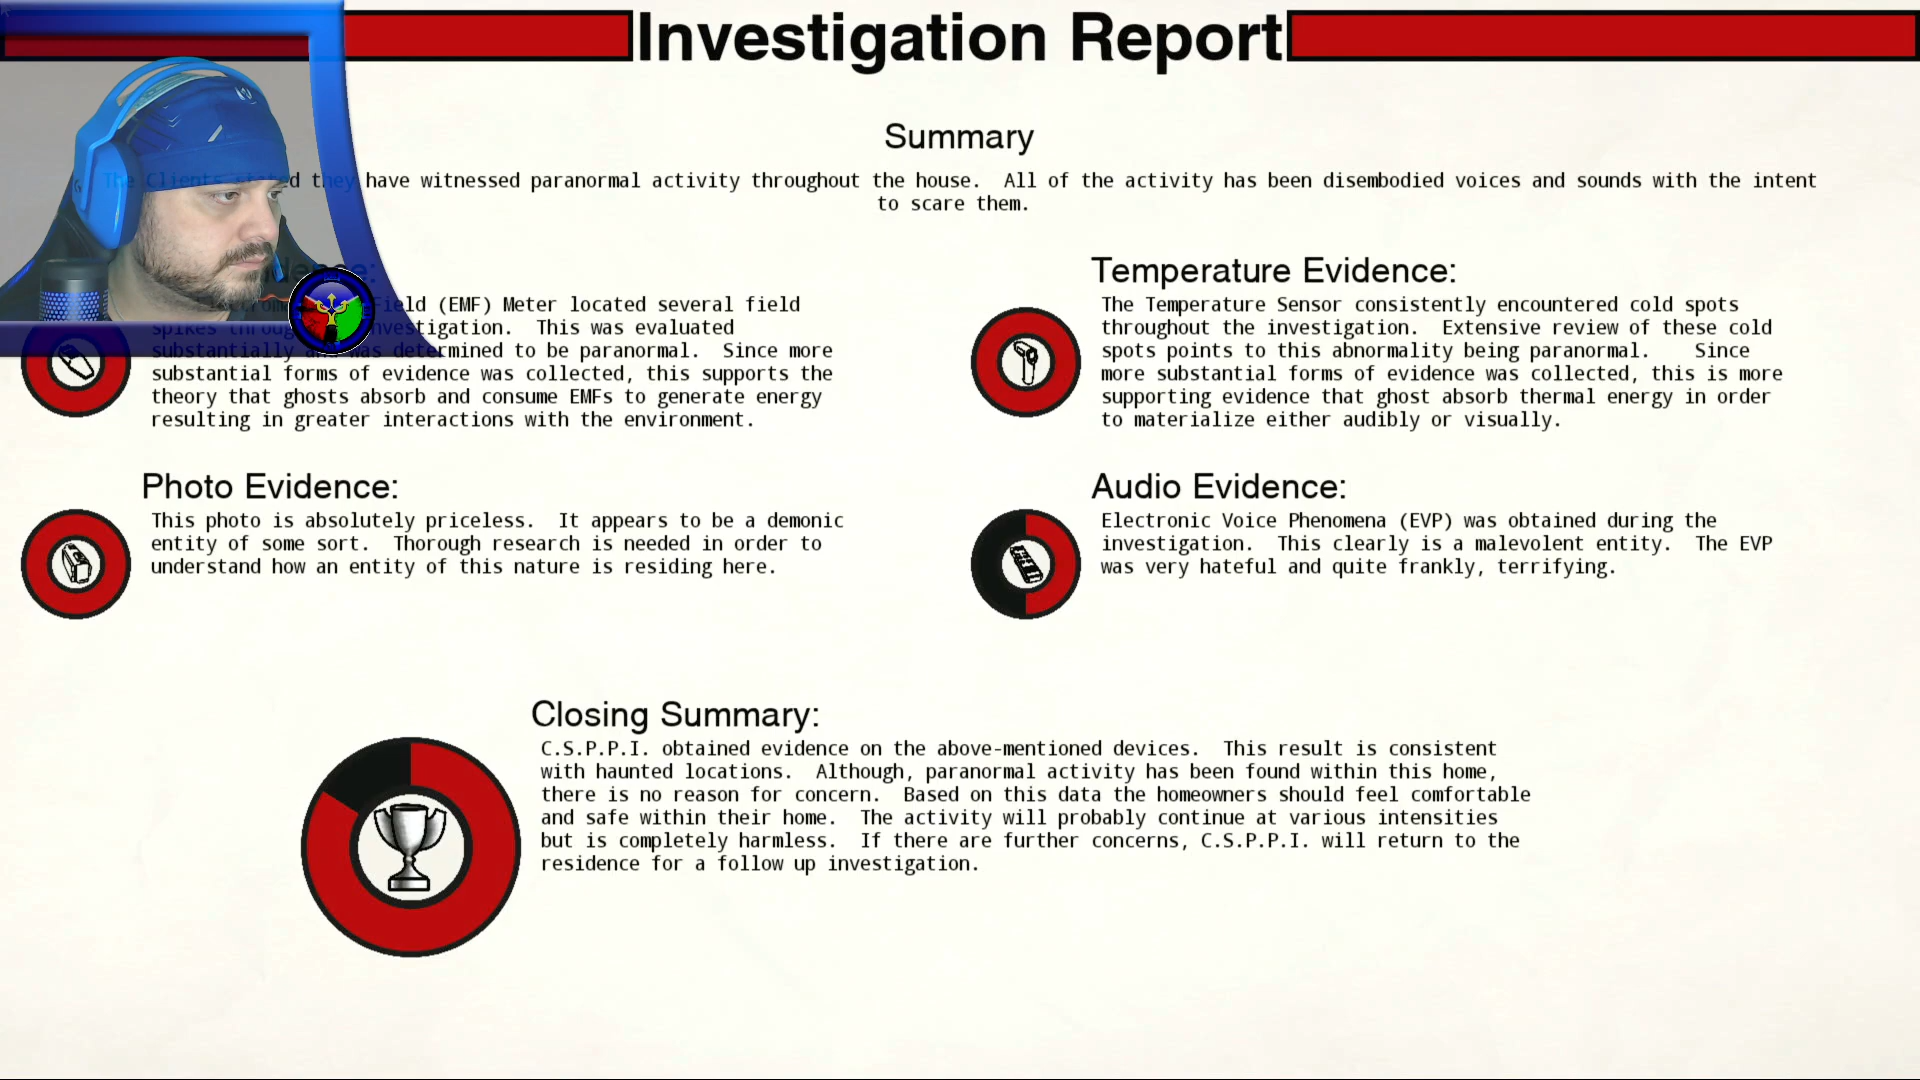 Investigation Report
Summary
The Clients stated they have witnessed paranormal activity throughout the house. All of the activity has been disembodied voices and sounds with the intent
to scare them.
Field (EMF) Meter located several field
spikes investigation. This was evaluated
substantially and was determined to be paranormal. Since more
substantial forms of evidence was collected, this supports the
theory that ghosts absorb and consume EMFs to generate energy
resulting in greater interactions with the environment.
Temperature Evidence:
The Temperature Sensor consistently encountered cold spots
throughout the investigation. Extensive review of these cold
spots points to this abnormality being paranormal. Since
more substantial forms of evidence was collected, this is more
supporting evidence that ghost absorb thermal energy in order
to materialize either audibly or visually.
Photo Evidence:
This photo is absolutely priceless. It appears to be a demonic
entity of some sort. Thorough research is needed in order to
understand how an entity of this nature is residing here.
Audio Evidence:
Electronic Voice Phenomena (EVP) was obtained during the
investigation. This clearly is a malevolent entity. The EVP
was very hateful and quite frankly, terrifying.
Closing Summary:
C.S.P.P.I. obtained evidence on the above-mentioned devices. This result is consistent
with haunted locations. Although, paranormal activity has been found within this home,
there is no reason for concern. Based on this data the homeowners should feel comfortable
and safe within their home. The activity will probably continue at various intensities
but is completely harmless. If there are further concerns, C.S.P.P.I. will return to the
residence for a follow up investigation.